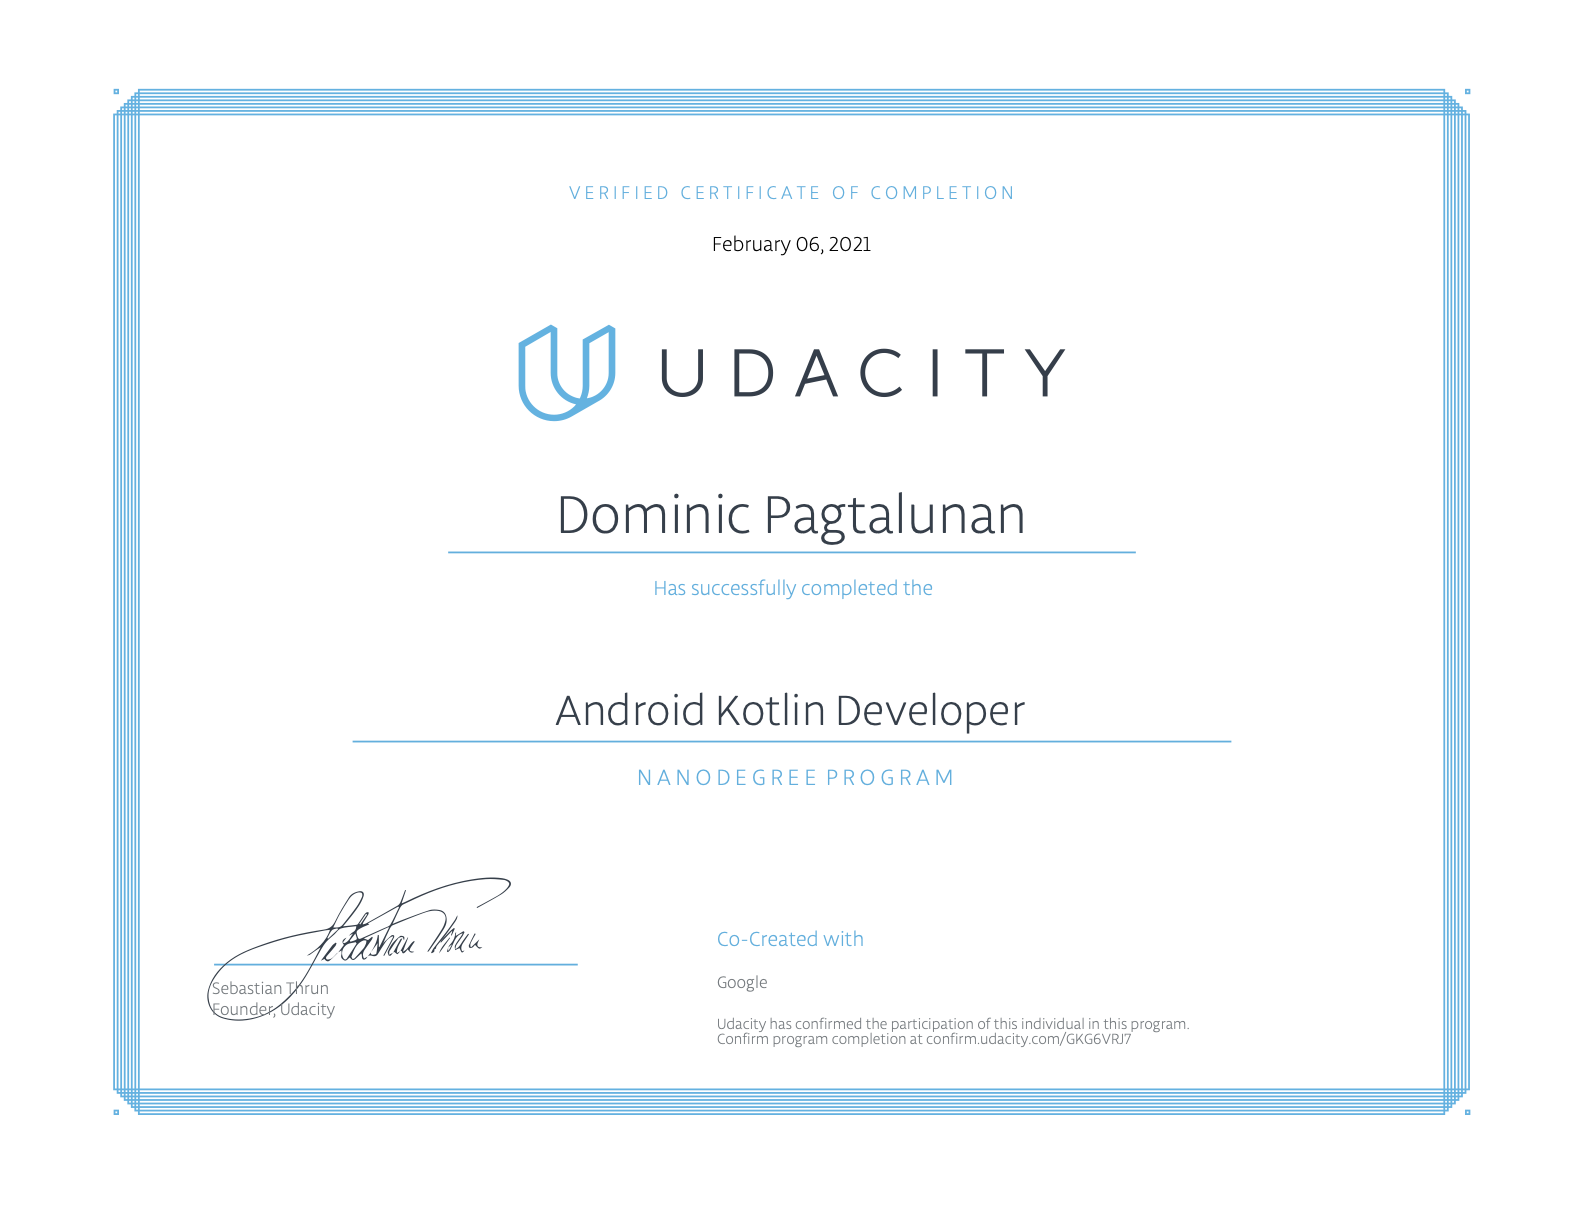 VERIFIED CERTIFICATE OF COMPLETION
February 06, 2021
UDACITY
Dominic Pagtalunan
Has successfully completed the
Android Kotlin Developer
NANODEGREE PROGRAM
Sebastian Thrun
Sebastian Thrun
Founder, Udacity
Co-Created with
Google
Udacity has confirmed the participation of this individual in this program.
Confirm program completion at confirm.udacity.com/GKG6VRJ7